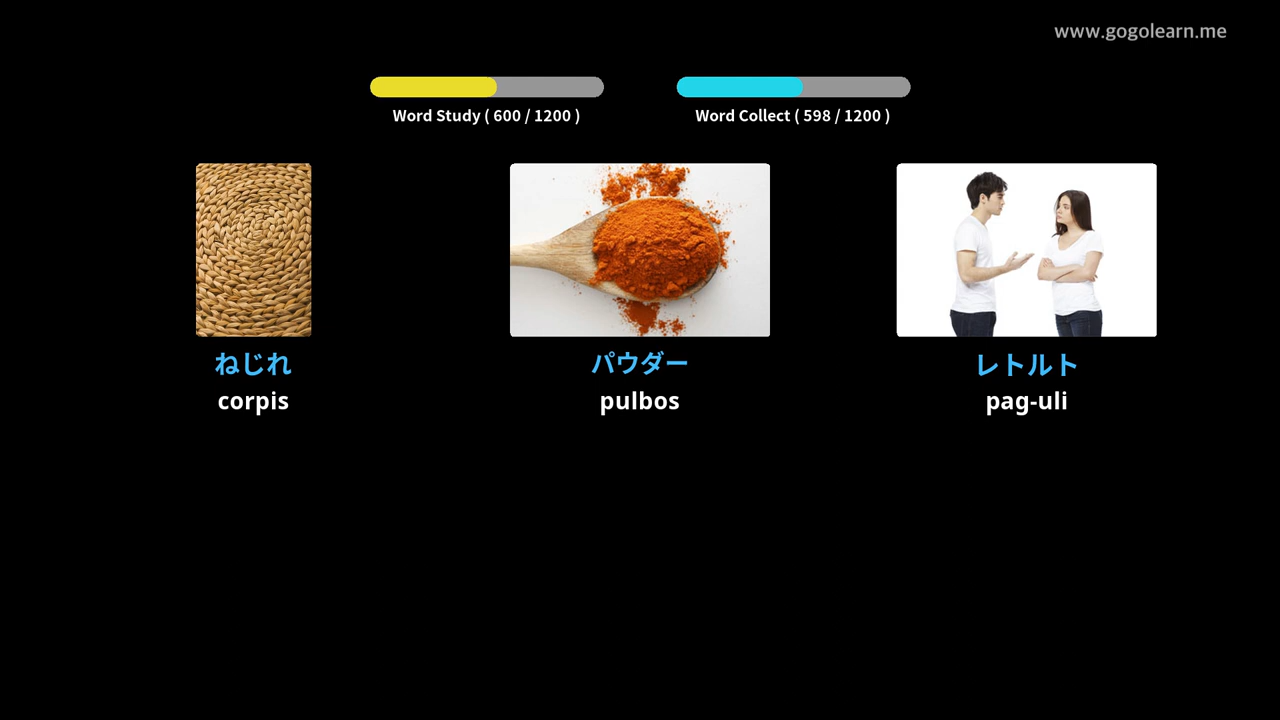 www.gogolearn.me
Word Study ( 600 / 1200 )
Word Collect ( 598 / 1200 )
ねじれ
corpis
パウダー
pulbos
レトルト
pag-uli